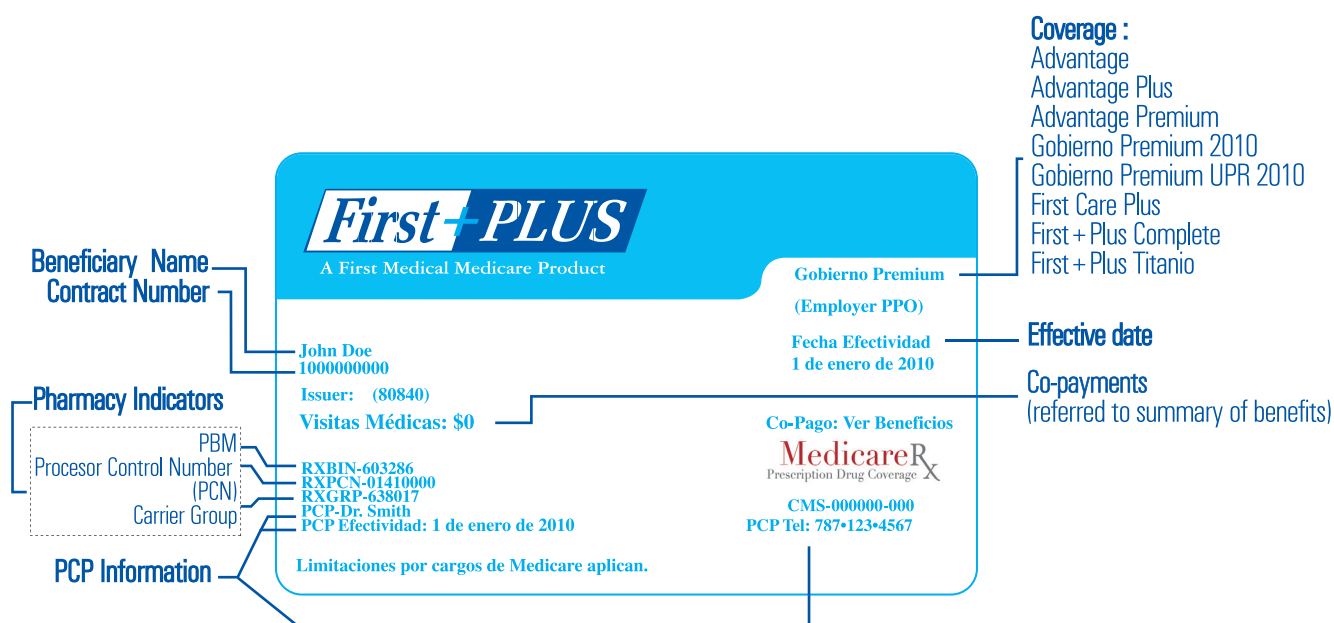 Coverage :
Advantage
Advantage Plus
Advantage Premium
Gobierno Premium 2010
Gobierno Premium UPR 2010
First Care Plus
First+Plus Complete
First+Plus Titanio
First+PLUS
A First Medical Medicare Product
Gobierno Premium
(Employer PPO)
Beneficiary Name
Contract Number
Fecha Efectividad
1 de enero de 2010
Effective date
John Doe
1000000000
Issuer: (80840)
Visitas Médicas: $0
Co-payments
(referred to summary of benefits)
Co-Pago: Ver Beneficios
MedicareRx
Prescription Drug Coverage
Pharmacy Indicators
PBM
Procesor Control Number
(PCN)
Carrier Group
RXBIN-603286
RXPCN-01410000
RXGRP-638017
PCP-Dr. Smith
PCP Efectividad: 1 de enero de 2010
CMS-000000-000
PCP Tel: 787•123•4567
PCP Information
Limitaciones por cargos de Medicare aplican.